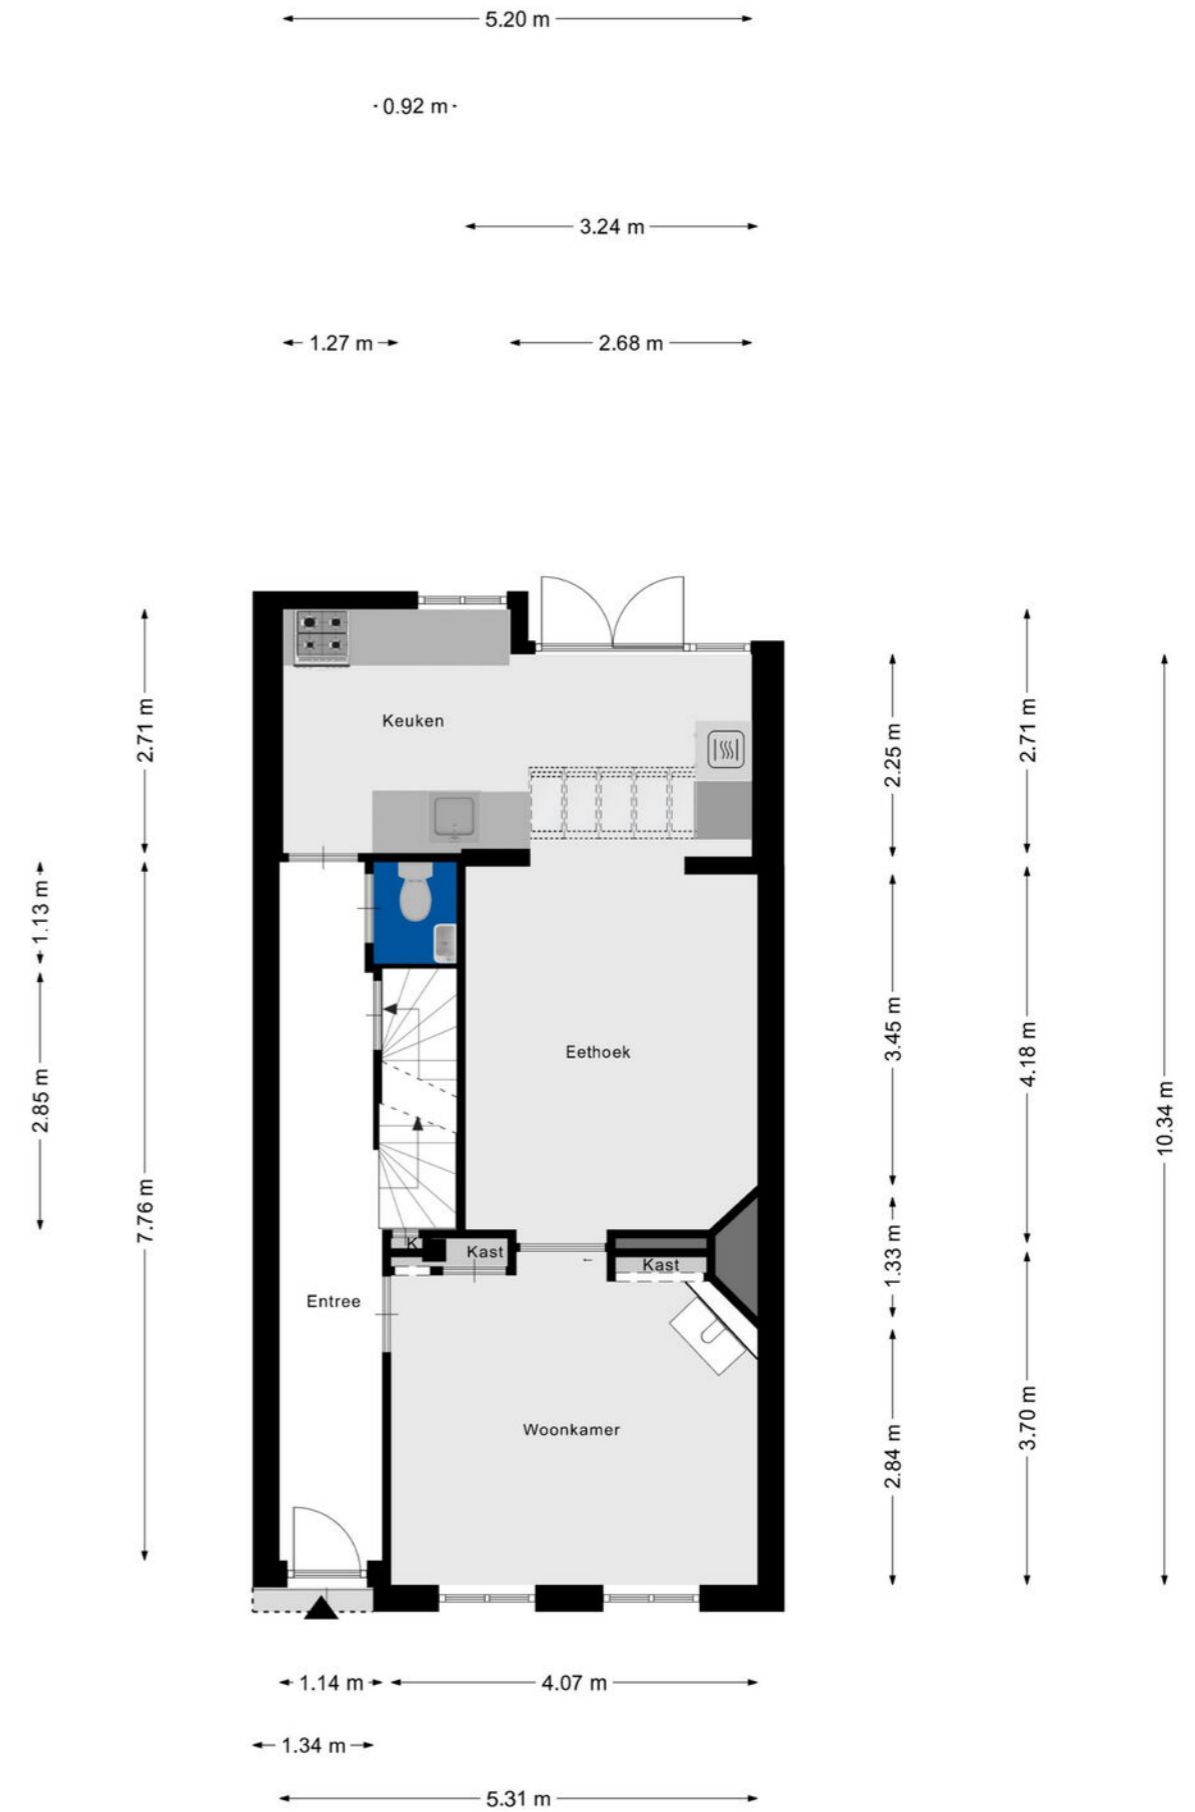 5.20 m
0.92 m
3.24 m
1.27 m
2.68 m
Keuken
2.71 m
2.25 m
2.71 m
1.13 m
3.45 m
4.18 m
Eethoek
2.85 m
10.34 m
7.76 m
K
Kast
Kast
1.33 m
Entree
Woonkamer
3.70 m
2.84 m
1.14 m
4.07 m
1.34 m
5.31 m